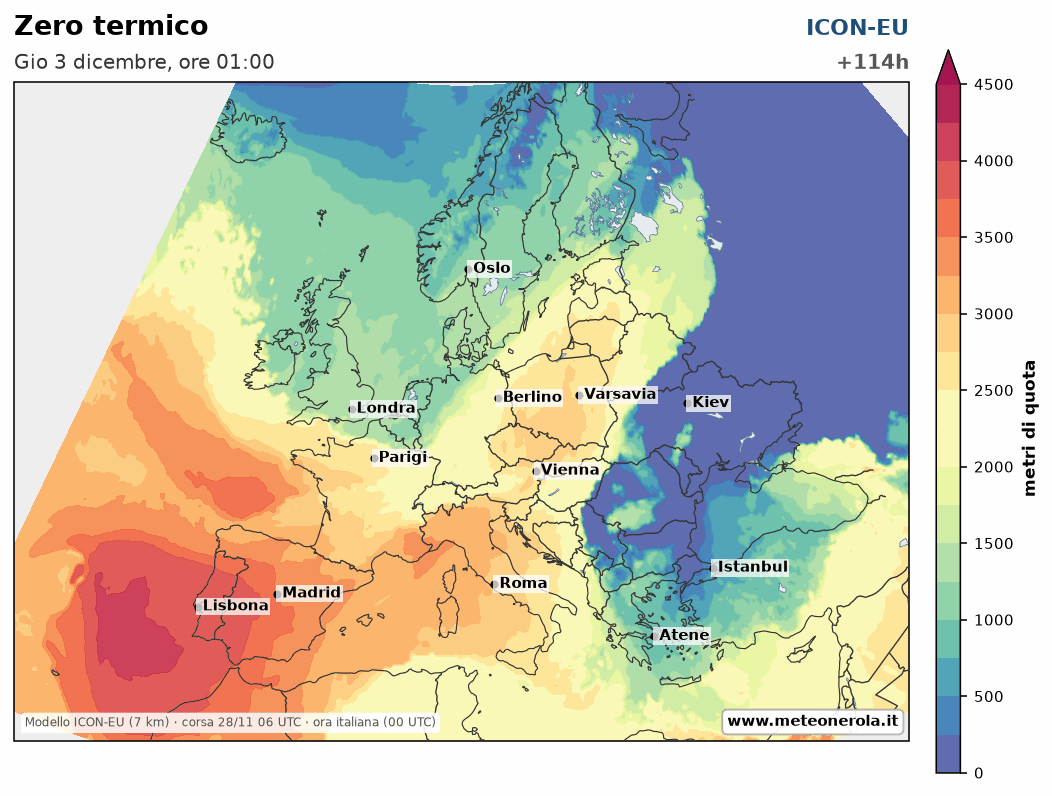 Zero termico
ICON-EU
Gio 3 dicembre, ore 01:00
+114h
4500
4000
3500
3000
2500
2000
1500
1000
500
0
metri di quota
Oslo
Berlino
Varsavia
Kiev
Londra
Parigi
Vienna
Istanbul
Roma
Madrid
Lisbona
Atene
Modello ICON-EU (7 km) · corsa 28/11 06 UTC · ora italiana (00 UTC)
www.meteonerola.it